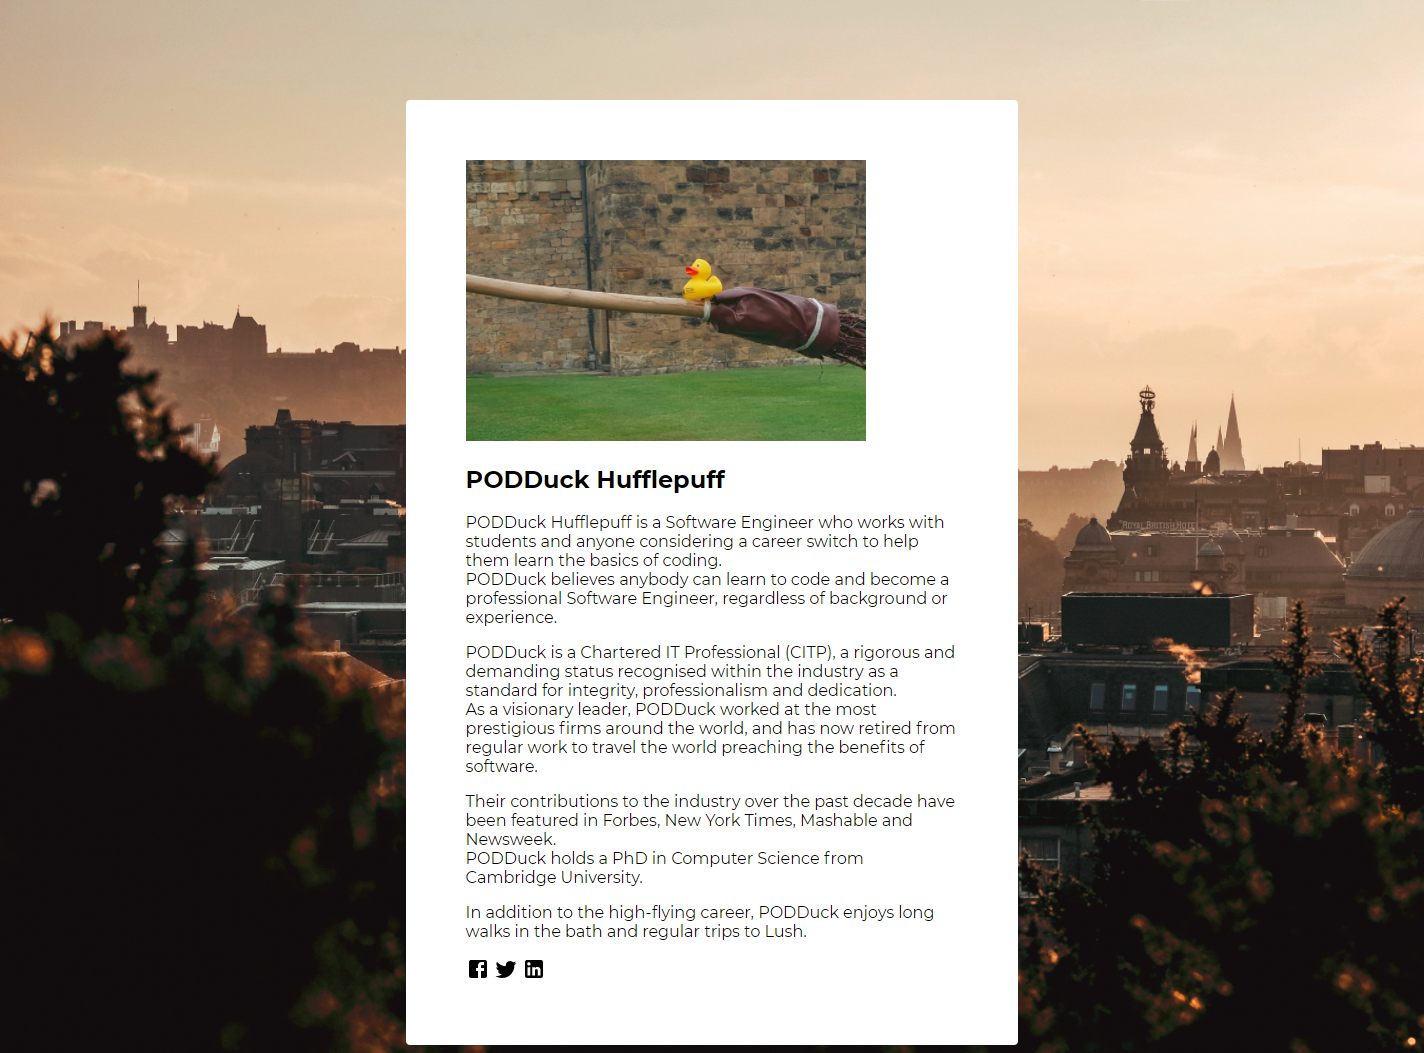 PODDuck Hufflepuff
PODDuck Hufflepuff is a Software Engineer who works with
students and anyone considering a career switch to help
them learn the basics of coding.
PODDuck believes anybody can learn to code and become a
professional Software Engineer, regardless of background or
experience.
PODDuck is a Chartered IT Professional (CITP), a rigorous and
demanding status recognised within the industry as a
standard for integrity, professionalism and dedication.
As a visionary leader, PODDuck worked at the most
prestigious firms around the world, and has now retired from
regular work to travel the world preaching the benefits of
software.
Their contributions to the industry over the past decade have
been featured in Forbes, New York Times, Mashable and
Newsweek.
PODDuck holds a PhD in Computer Science from
Cambridge University.
In addition to the high-flying career, PODDuck enjoys long
walks in the bath and regular trips to Lush.
ROYAL BRITISH HOTEL